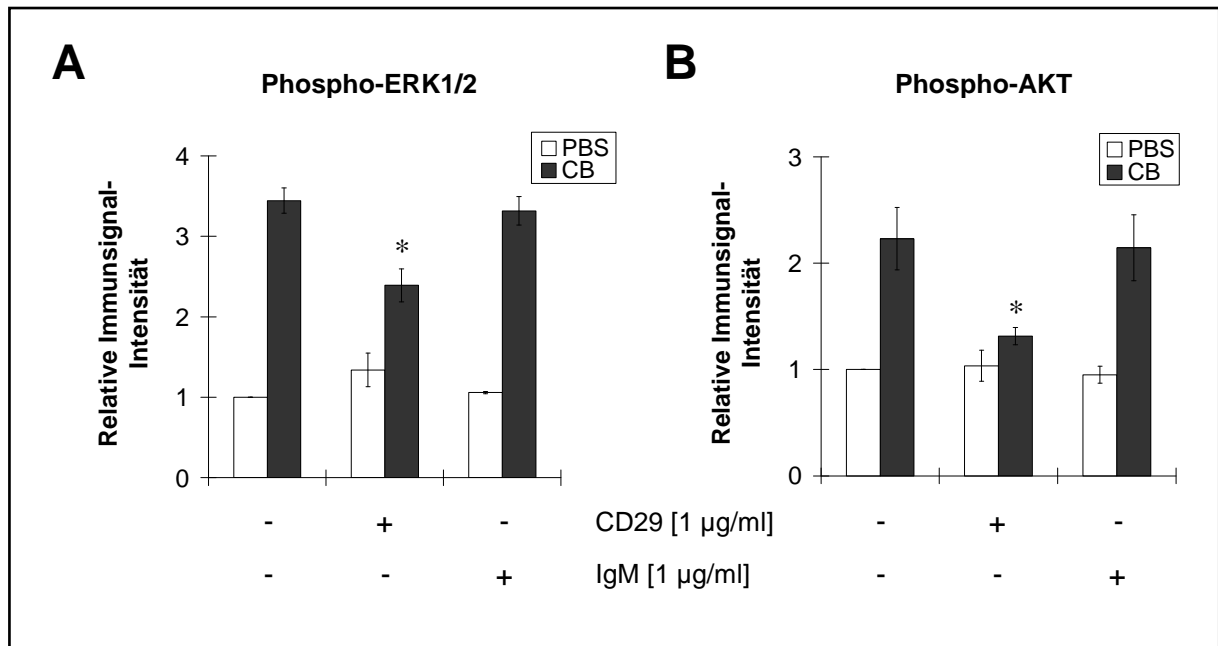 A
Phospho-ERK1/2
PBS
CB
Relative Immunsignal-
Intensität
4
3
2
1
0
*
B
Phospho-AKT
PBS
CB
Relative Immunsignal-
Intensität
3
2
1
0
*
- + - CD29 [1 µg/ml] - + -
- - + IgM [1 µg/ml] - - +